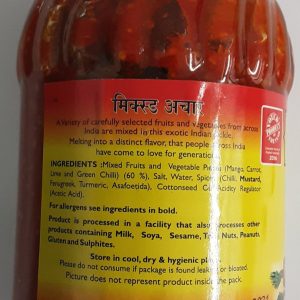 मिक्स्ड अचार
A Variety of carefully selected fruits and vegetables from across
India are mixed in this exotic Indian pickle.
Melting into a distinct flavor, that people across India
have come to love for generations.
INGREDIENTS :Mixed Fruits and Vegetable Pieces (Mango, Carrot,
Lime and Green Chilli) (60 %), Salt, Water, Spices (Chilli, Mustard,
Fenugreek, Turmeric, Asafoetida), Cottonseed Oil, Acidity Regulator
(Acetic Acid).
For allergens see ingredients in bold.
Product is processed in a facility that also processes other
products containing Milk, Soya, Sesame, Tree Nuts, Peanuts,
Gluten and Sulphites.
Store in cool, dry & hygienic place.
Please do not consume if package is found leaking or bloated.
Picture does not represent product inside the pack.